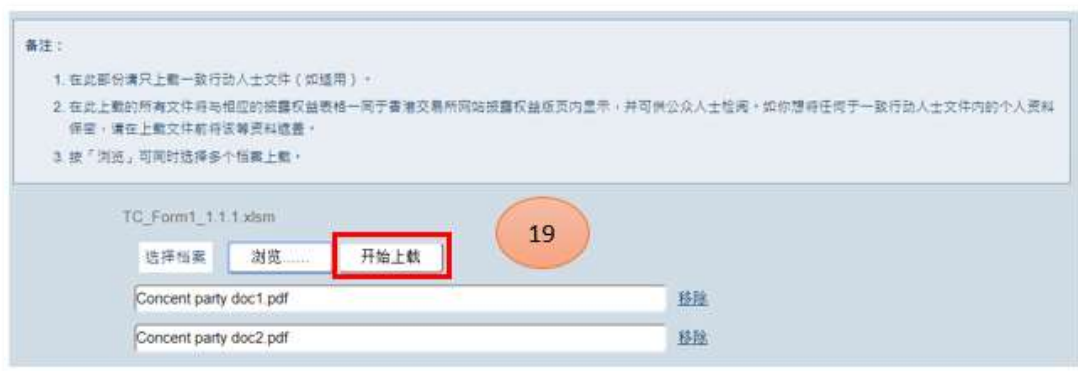 备注：
1. 在此部份请只上载一致行动人士文件（如适用）。
2. 在此上载的所有文件将与相应的披露权益表格一同于香港交易所网站披露权益版页内显示，并可供公众人士检阅。如你想将任何于一致行动人士文件内的个人资料
保密，请在上载文件前将该等资料遮盖。
3. 按「浏览」可同时选择多个档案上载。
TC_Form1_1.1.1.xlsm
19
选择档案 浏览...... 开始上载
Concent party doc1.pdf 移除
Concent party doc2.pdf 移除